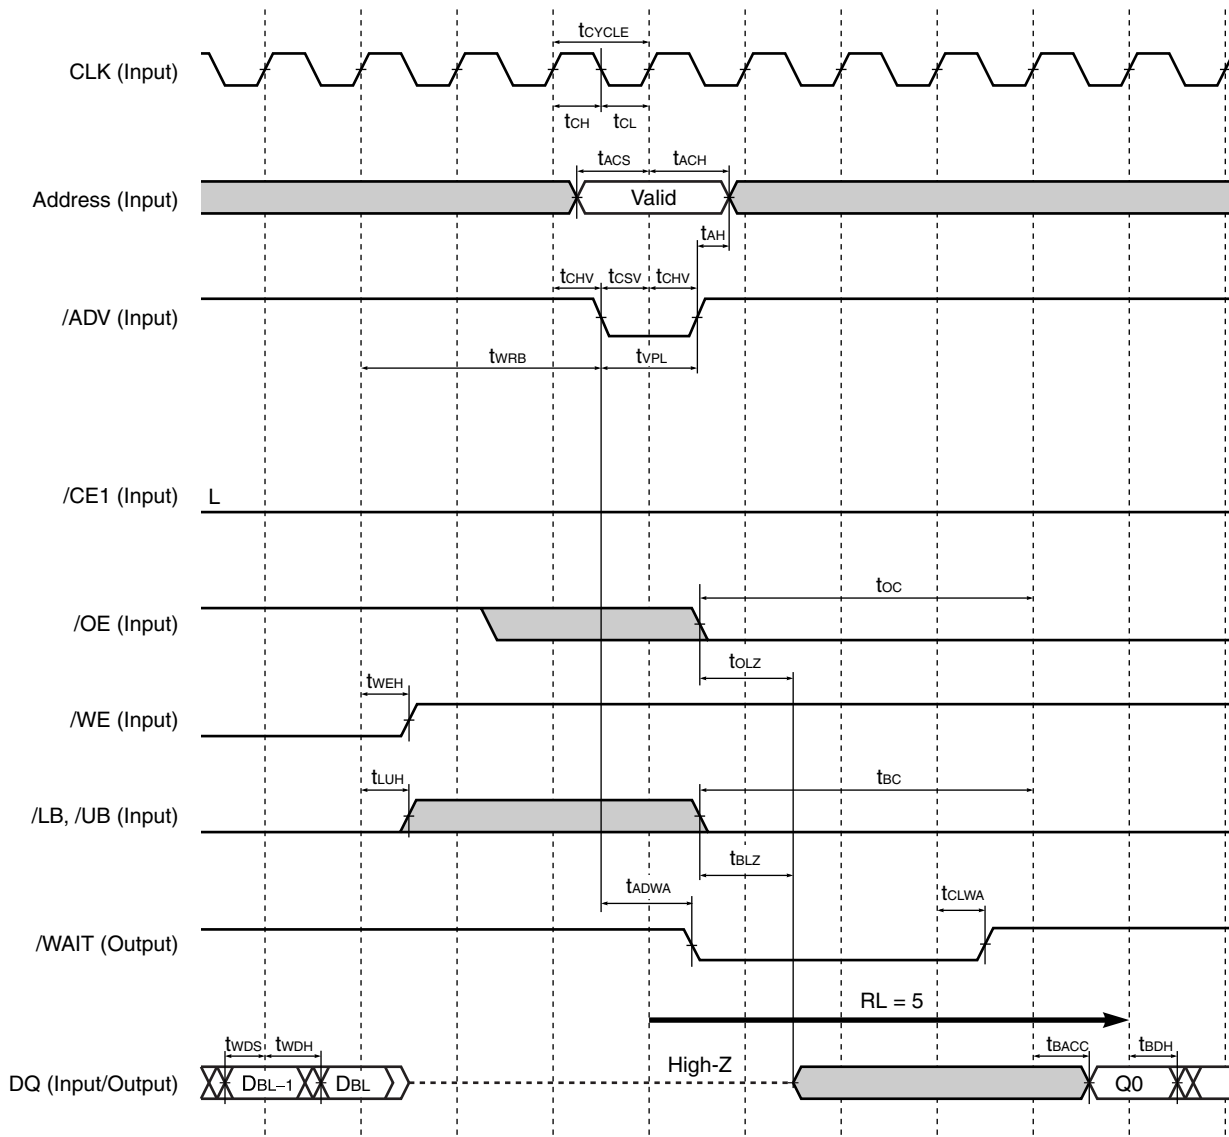 tCYCLE
CLK (Input)
tCH tCL
tACS tACH
Address (Input) Valid
tAH
tCHV tCSV tCHV
/ADV (Input)
tWRB tVPL
/CE1 (Input) L
tOC
/OE (Input)
tOLZ
tWEH
/WE (Input)
tLUH tBC
/LB, /UB (Input)
tBLZ
tADWA tCLWA
/WAIT (Output)
RL = 5
tWDS tWDH tBACC tBDH
High-Z
DQ (Input/Output) DBL–1 DBL Q0